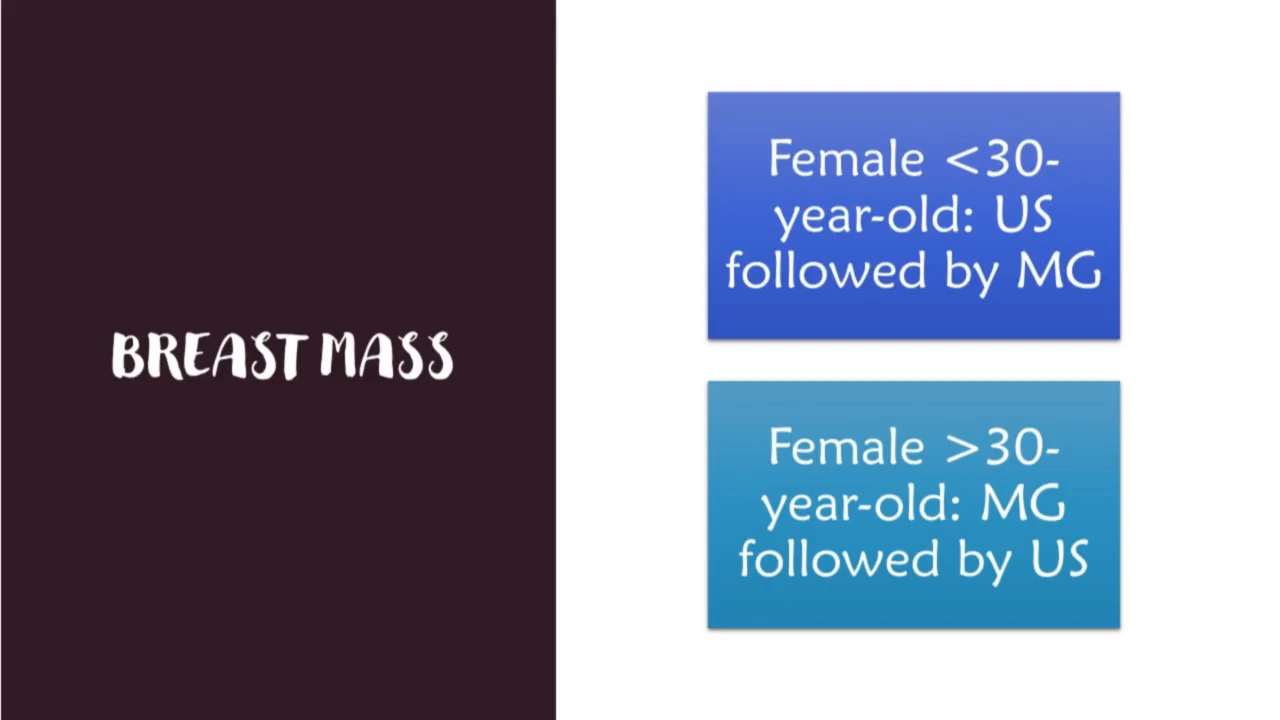 BREAST MASS
Female <30-
year-old: US
followed by MG
Female >30-
year-old: MG
followed by US